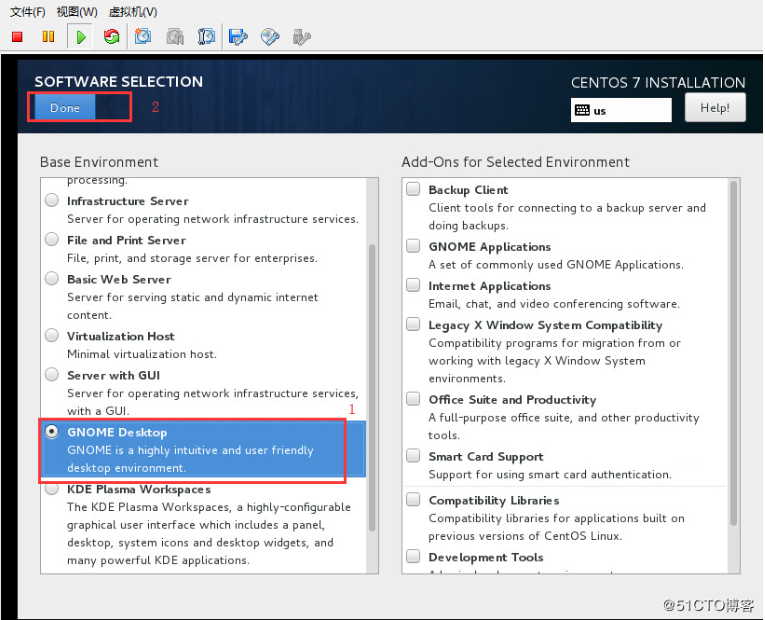 文件(F) 视图(W) 虚拟机(V)
SOFTWARE SELECTION
CENTOS 7 INSTALLATION
Done
2
us
Help!
Base Environment
processing.
Infrastructure Server
Server for operating network infrastructure services.
File and Print Server
File, print, and storage server for enterprises.
Basic Web Server
Server for serving static and dynamic internet
content.
Virtualization Host
Minimal virtualization host.
Server with GUI
Server for operating network infrastructure services,
with a GUI.
1
GNOME Desktop
GNOME is a highly intuitive and user friendly
desktop environment.
KDE Plasma Workspaces
The KDE Plasma Workspaces, a highly-configurable
graphical user interface which includes a panel,
desktop, system icons and desktop widgets, and
many powerful KDE applications.
Add-Ons for Selected Environment
Backup Client
Client tools for connecting to a backup server and
doing backups.
GNOME Applications
A set of commonly used GNOME Applications.
Internet Applications
Email, chat, and video conferencing software.
Legacy X Window System Compatibility
Compatibility programs for migration from or
working with legacy X Window System
environments.
Office Suite and Productivity
A full-purpose office suite, and other productivity
tools.
Smart Card Support
Support for using smart card authentication.
Compatibility Libraries
Compatibility libraries for applications built on
previous versions of CentOS Linux.
Development Tools
@51CTO博客